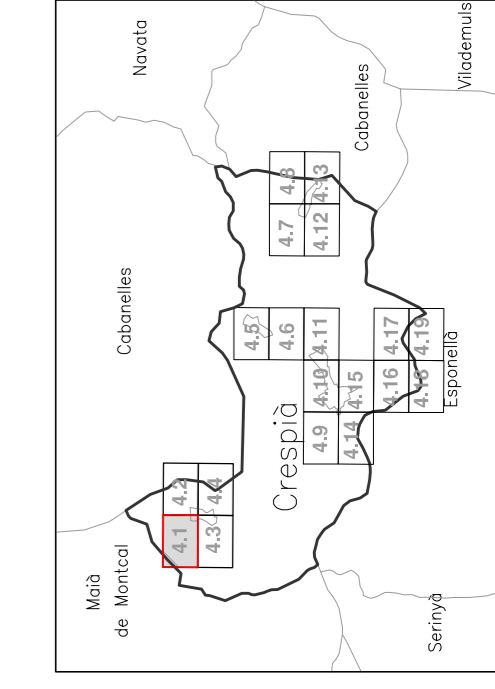 Navata
Viladem​uls
Cabanelles
Cabanelles
4.8
4.13
4.7
4.12
4.5
4.6
4.11
4.17
4.19
4.10
4.15
4.16
4.18
Esponellà
4.9
4.14
Crespià
4.2
4.4
4.1
4.3
Maià
de Montcal
Serinyà